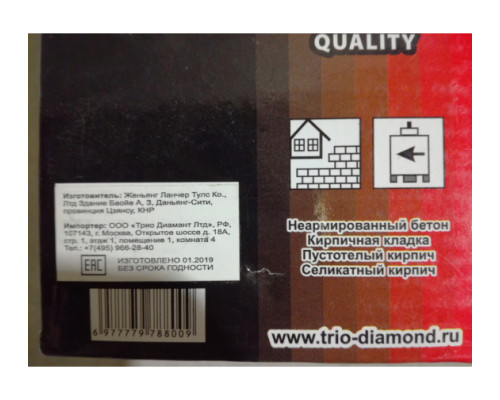 QUALITY
Изготовитель: Женьянг Ланчер Тулс Ко.,
Лтд Здание Баойе А, 3, Даньянг-Сити,
провинция Цзянсу, КНР
Импортер: ООО «Трио Диамант Лтд», РФ,
107143, г. Москва, Открытое шоссе д. 18А,
стр. 1, этаж 1, помещение 1, комната 4
Тел.: +7(495) 966-28-40
EAC
ИЗГОТОВЛЕНО 01.2019
БЕЗ СРОКА ГОДНОСТИ
6 977779 788009
Неармированный бетон
Кирпичная кладка
Пустотелый кирпич
Селикатный кирпич
www.trio-diamond.ru